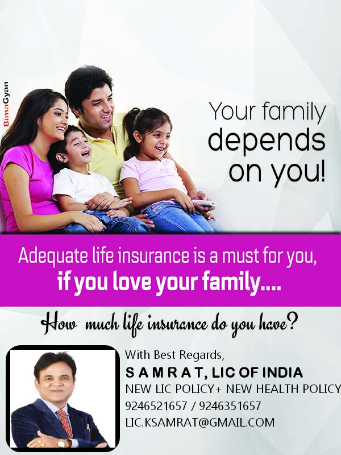 BimaGyan
Your family
depends
on you!
Adequate life insurance is a must for you,
if you love your family....
How much life insurance do you have?
With Best Regards,
S A M R A T, LIC OF INDIA
NEW LIC POLICY+ NEW HEALTH POLICY
9246521657 / 9246351657
LIC.KSAMRAT@GMAIL.COM